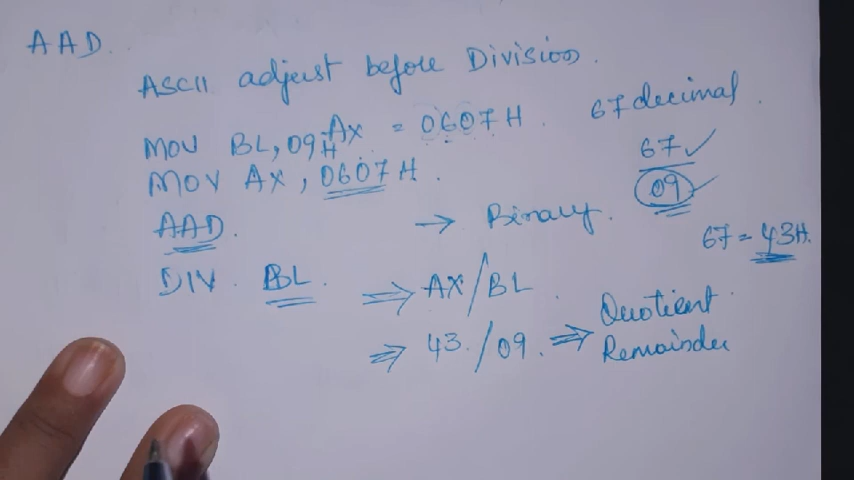 AAD.
ASCII adjust before Division.
AX = 0607H. 67 decimal.
MOV BL, 09H
67 ✓
MOV AX, 0607H.
09 ✓
AAD. → Binary.
67 = 43H.
DIV. BL. ⇒ AX/BL
Quotient
⇒ 43/09. ⇒ Remainder